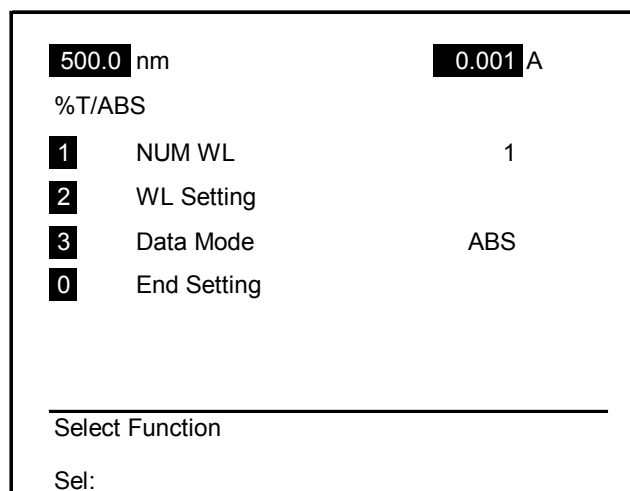 500.0 nm 0.001 A
%T/ABS
1 NUM WL 1
2 WL Setting
3 Data Mode ABS
0 End Setting
Select Function
Sel: